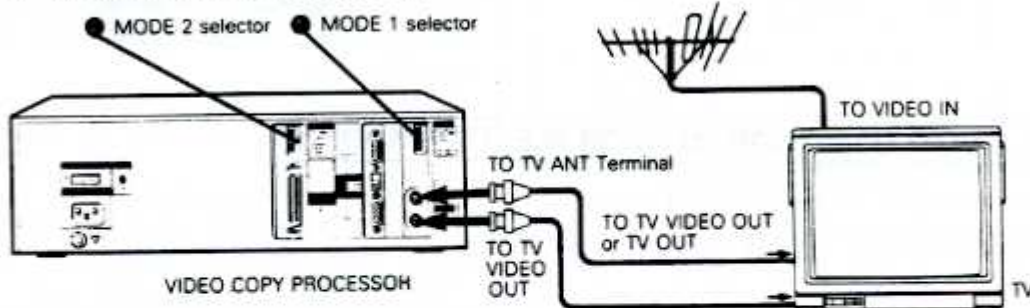 MODE 2 selector
MODE 1 selector
TO VIDEO IN
TO TV ANT Terminal
TO TV VIDEO OUT
or TV OUT
TO TV
VIDEO
OUT
VIDEO COPY PROCESSOH
TV